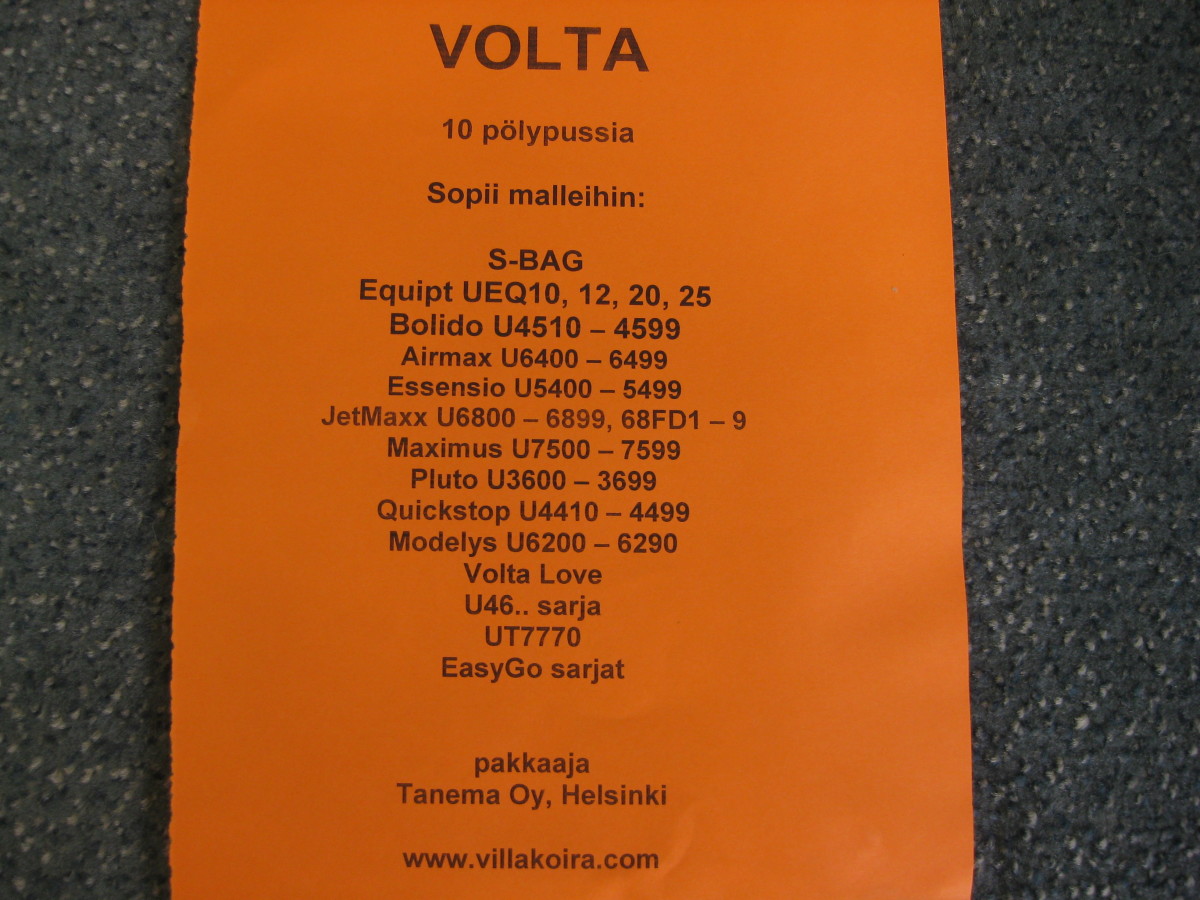 VOLTA
10 pölypussia
Sopii malleihin:
S-BAG
Equipt UEQ10, 12, 20, 25
Bolido U4510 – 4599
Airmax U6400 – 6499
Essensio U5400 – 5499
JetMaxx U6800 – 6899, 68FD1 – 9
Maximus U7500 – 7599
Pluto U3600 – 3699
Quickstop U4410 – 4499
Modelys U6200 – 6290
Volta Love
U46.. sarja
UT7770
EasyGo sarjat
pakkaaja
Tanema Oy, Helsinki
www.villakoira.com